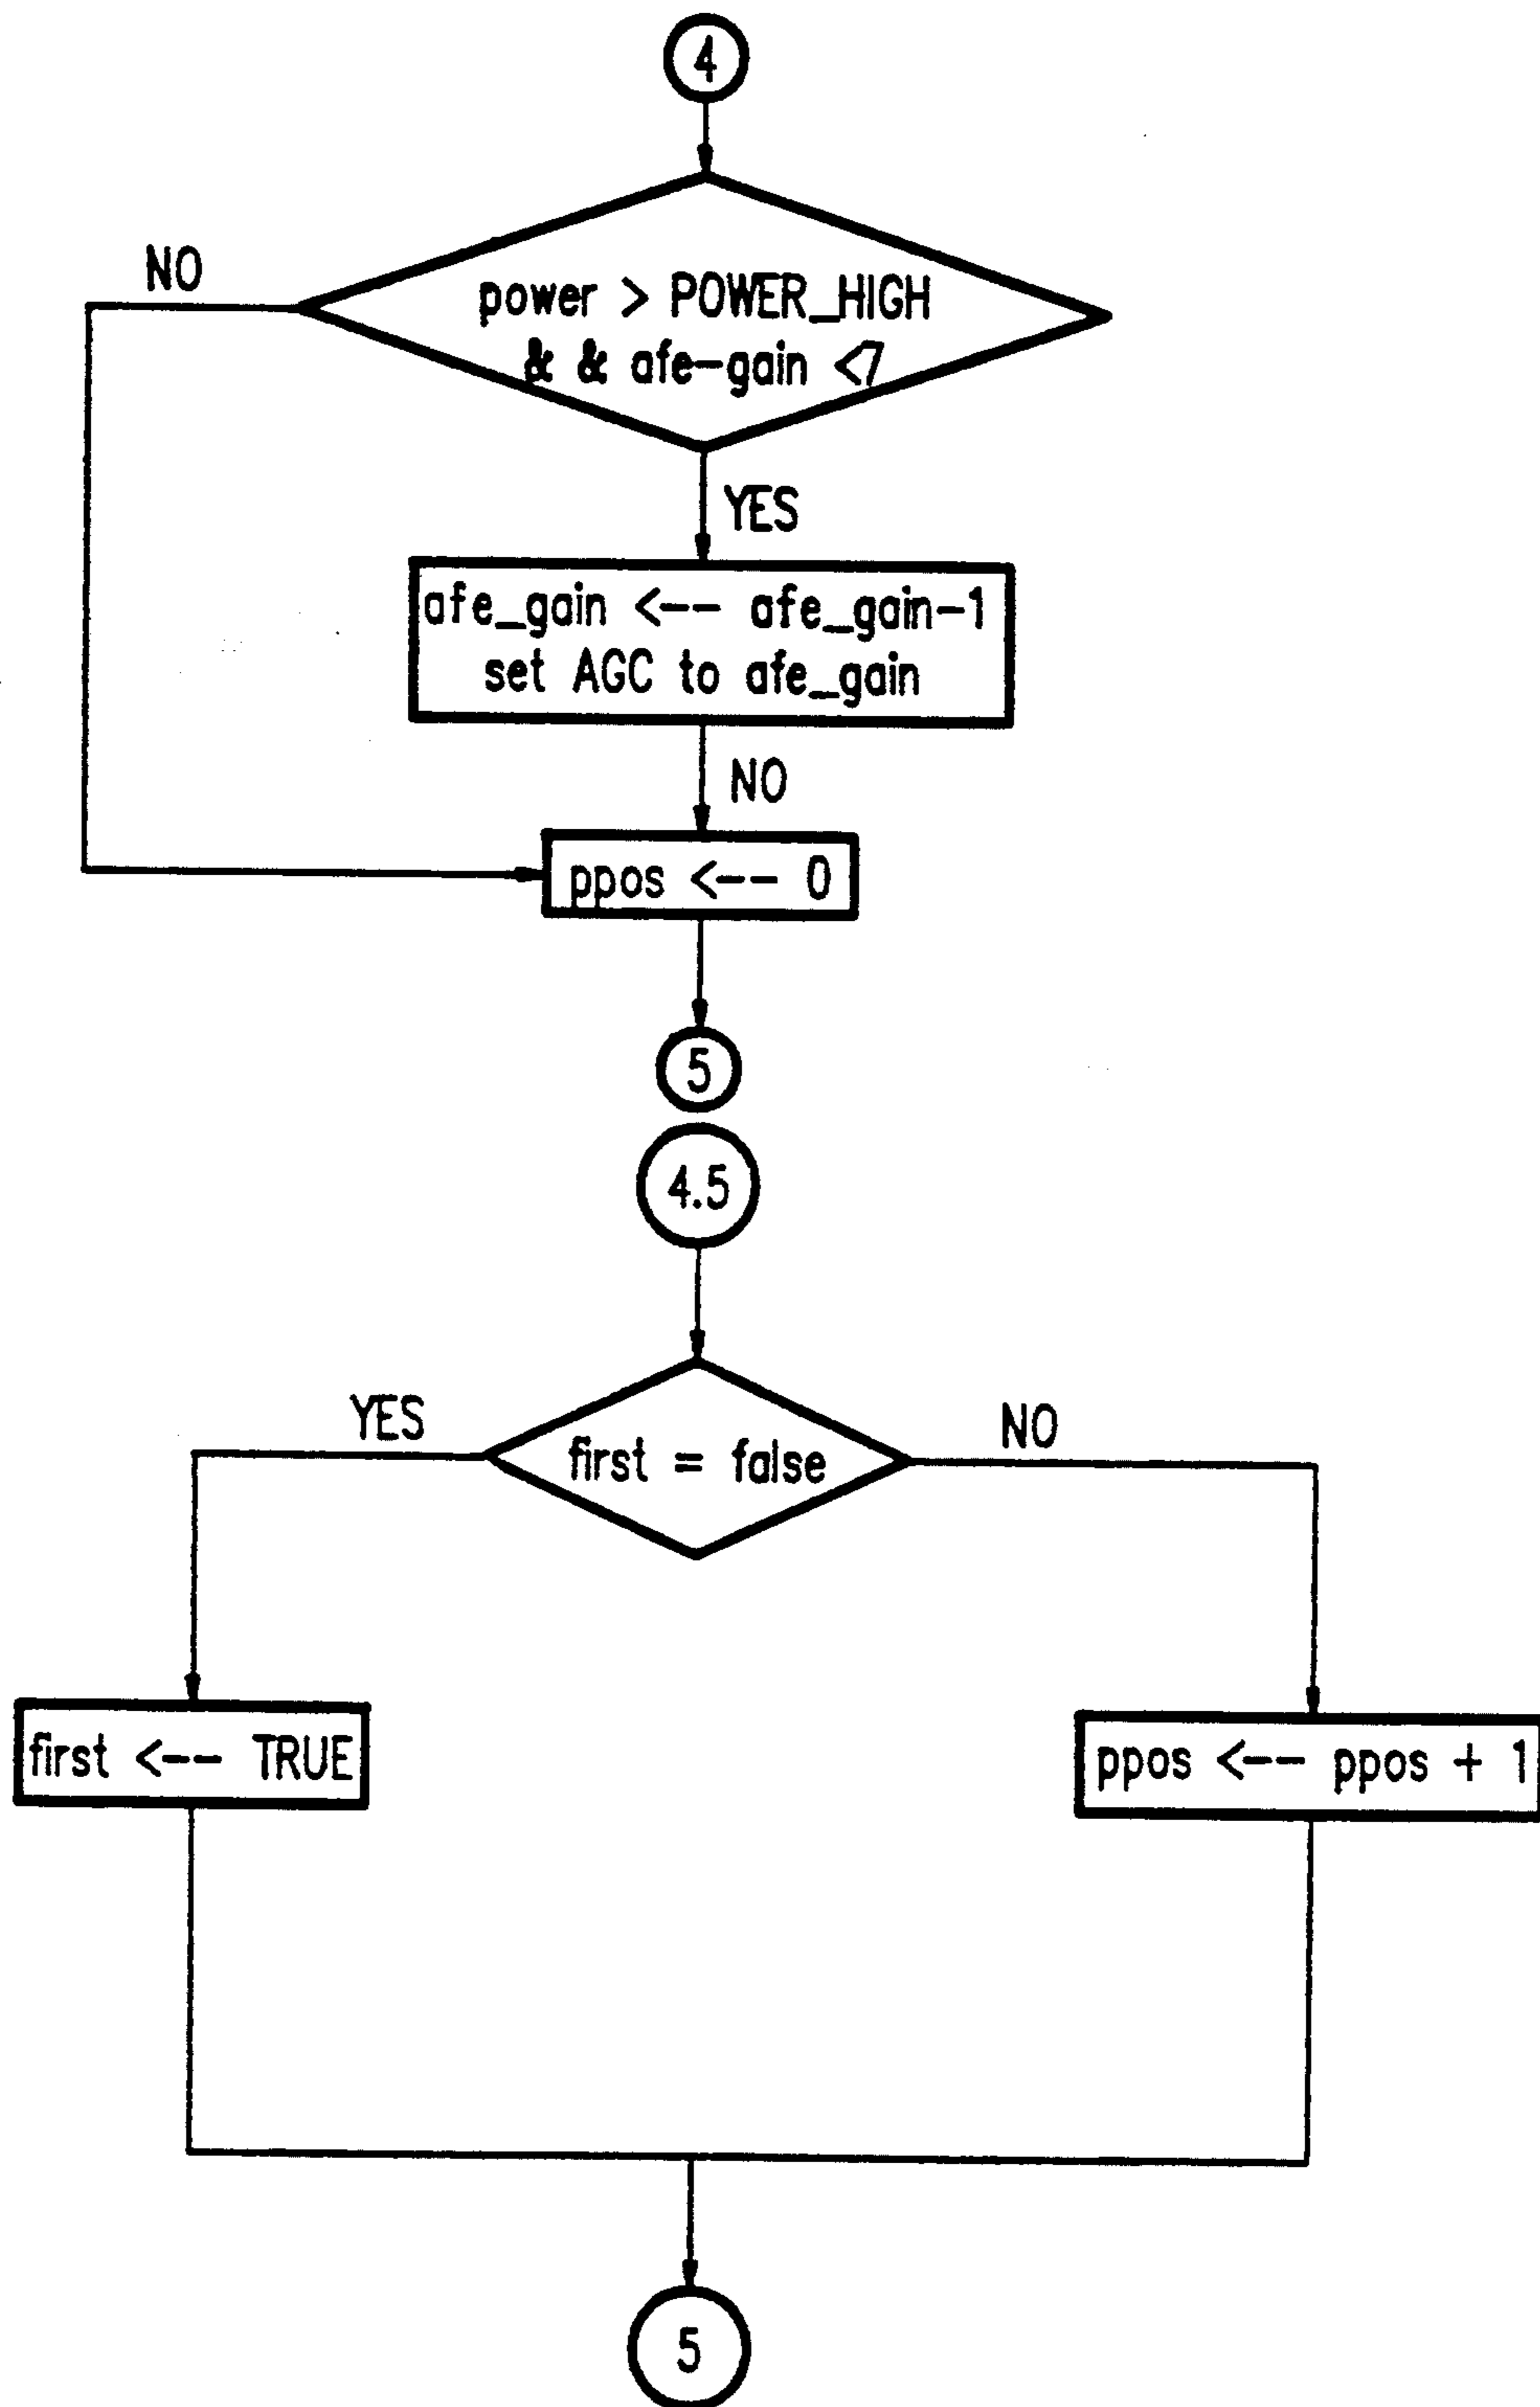 4
NO
power > POWER_HIGH
& & afe-gain <7
YES
afe_gain <-- afe_gain-1
set AGC to afe_gain
NO
ppos <-- 0
5
4.5
YES
NO
first = false
first <-- TRUE
ppos <-- ppos + 1
5